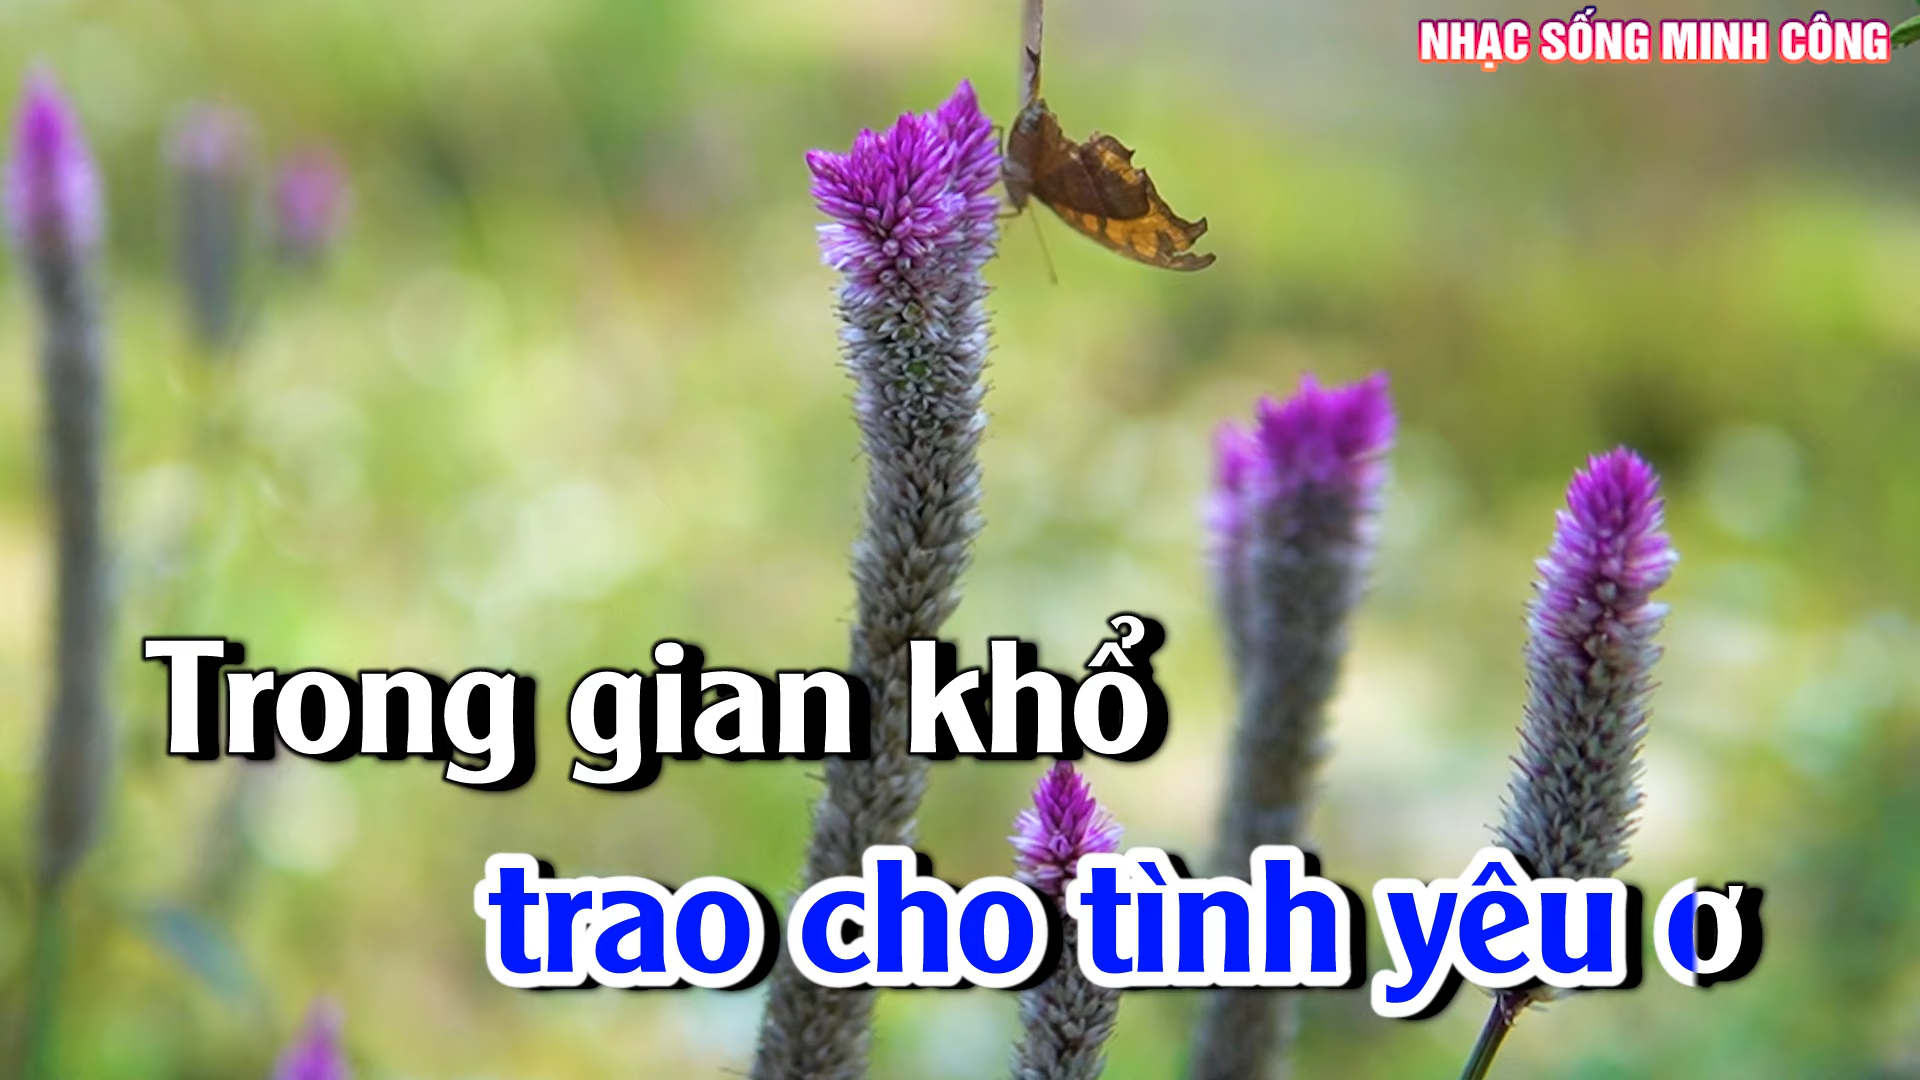 NHẠC SỐNG MINH CÔNG
Trong gian khổ
trao cho tình yêu ơ